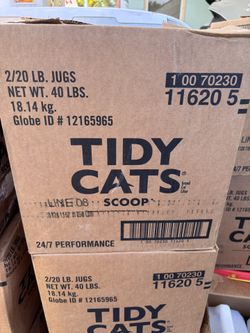 2/20 LB. JUGS
NET WT. 40 LBS.
18.14 kg.
Globe ID # 12165965
1 00 70230
11620 5
TIDY
CATS
SCOOP
LINE 08
24/7 PERFORMANCE
2/20 LB. JUGS
NET WT. 40 LBS.
18.14 kg.
Globe ID # 12165965
1 00 70230
11620 5
TIDY
CATS